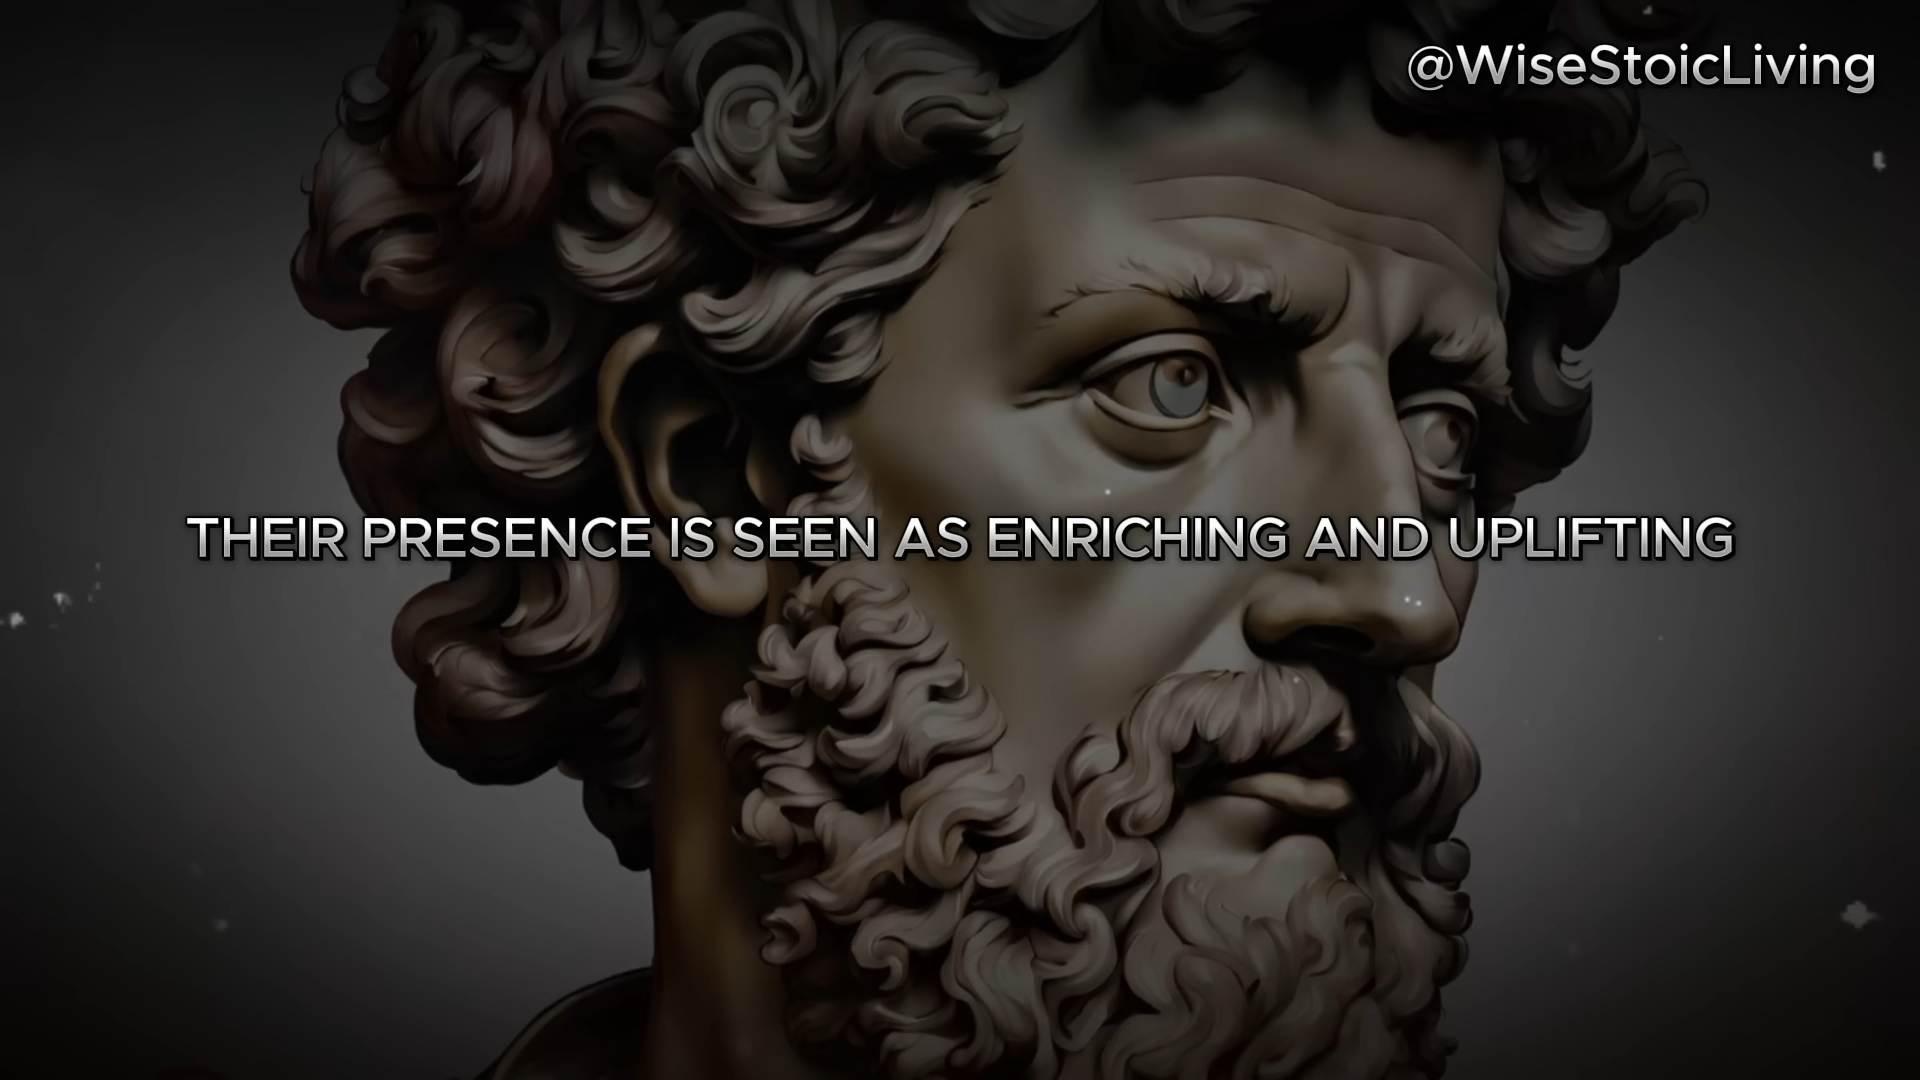 @WiseStoicLiving
THEIR PRESENCE IS SEEN AS ENRICHING AND UPLIFTING